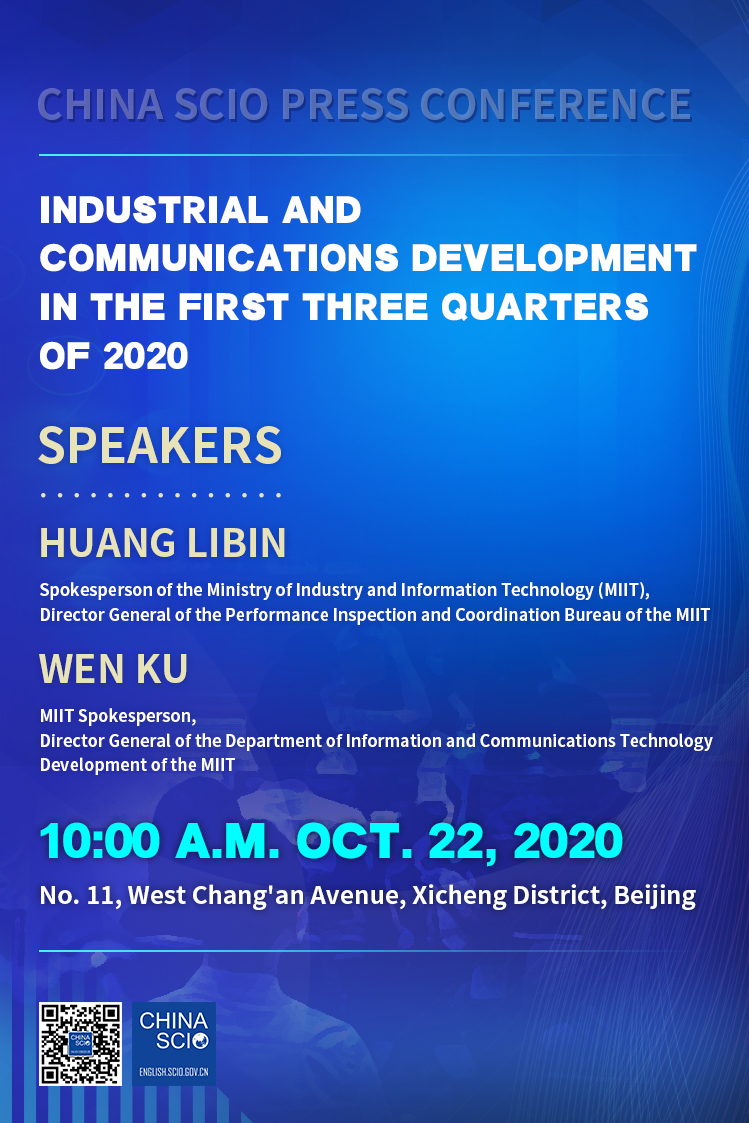 CHINA SCIO PRESS CONFERENCE
INDUSTRIAL AND
COMMUNICATIONS DEVELOPMENT
IN THE FIRST THREE QUARTERS
OF 2020
SPEAKERS
HUANG LIBIN
Spokesperson of the Ministry of Industry and Information Technology (MIIT),
Director General of the Performance Inspection and Coordination Bureau of the MIIT
WEN KU
MIIT Spokesperson,
Director General of the Department of Information and Communications Technology
Development of the MIIT
10:00 A.M. OCT. 22, 2020
No. 11, West Chang'an Avenue, Xicheng District, Beijing
CHINA
SCIO
CHINA
SCIO
ENGLISH.SCIO.GOV.CN